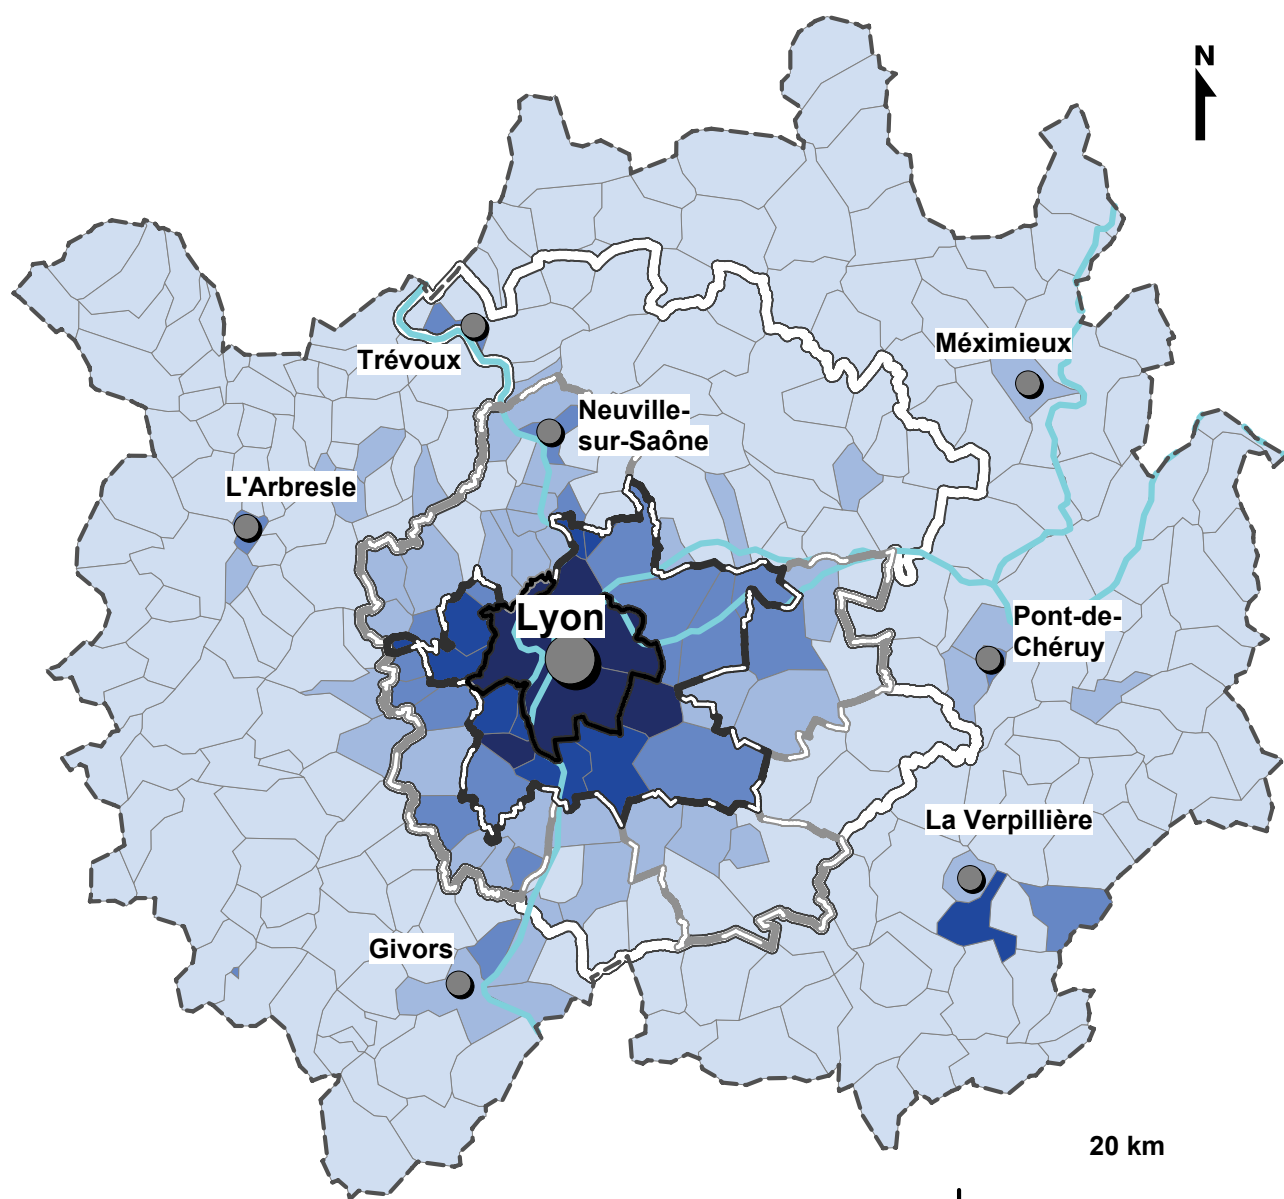 N
Méximieux
Trévoux
Neuville-
sur-Saône
L'Arbresle
Lyon
Pont-de-
Chéruy
La Verpillière
Givors
20 km